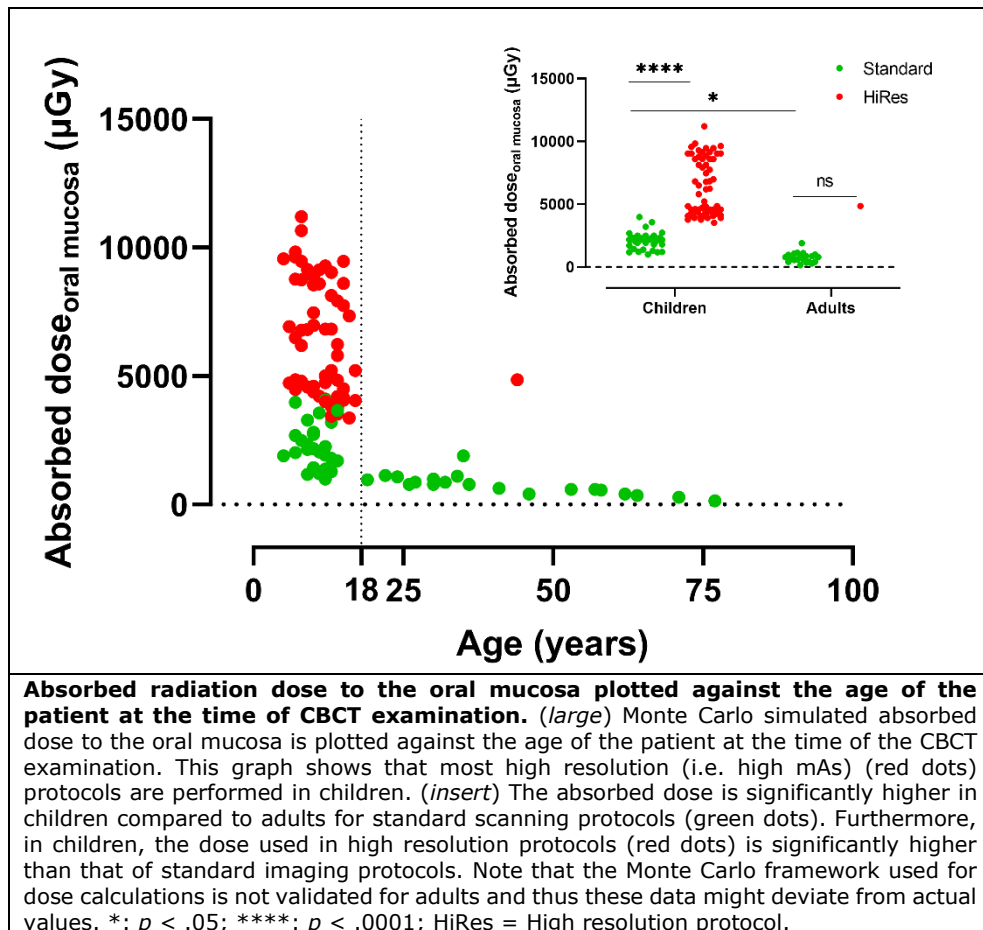 Absorbed dose oral mucosa (µGy)
15000
10000
5000
0
0
18
25
50
75
100
Age (years)
Absorbed dose oral mucosa (µGy)
15000
10000
5000
0
****
*
ns
Standard
HiRes
Children
Adults
Absorbed radiation dose to the oral mucosa plotted against the age of the
patient at the time of CBCT examination. (large) Monte Carlo simulated absorbed
dose to the oral mucosa is plotted against the age of the patient at the time of the CBCT
examination. This graph shows that most high resolution (i.e. high mAs) (red dots)
protocols are performed in children. (insert) The absorbed dose is significantly higher in
children compared to adults for standard scanning protocols (green dots). Furthermore,
in children, the dose used in high resolution protocols (red dots) is significantly higher
than that of standard imaging protocols. Note that the Monte Carlo framework used for
dose calculations is not validated for adults and thus these data might deviate from actual
values. *: p < .05; ****: p < .0001; HiRes = High resolution protocol.